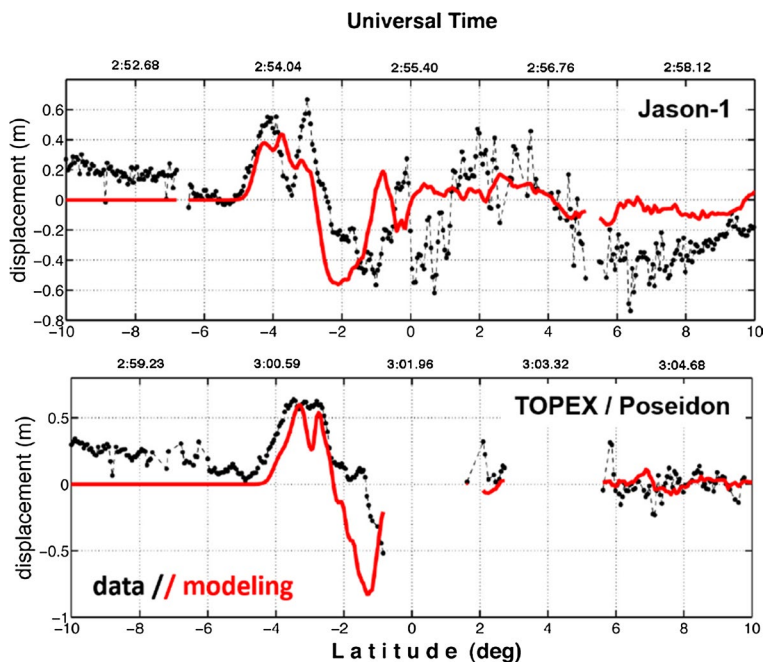 Universal Time
2:52.68 2:54.04 2:55.40 2:56.76 2:58.12
Jason-1
displacement (m)
0.6
0.4
0.2
0
-0.2
-0.4
-0.6
-0.8
-10 -8 -6 -4 -2 0 2 4 6 8 10
2:59.23 3:00.59 3:01.96 3:03.32 3:04.68
TOPEX / Poseidon
displacement (m)
0.5
0
-0.5
-1
data // modeling
-10 -8 -6 -4 -2 0 2 4 6 8 10
Latitude (deg)